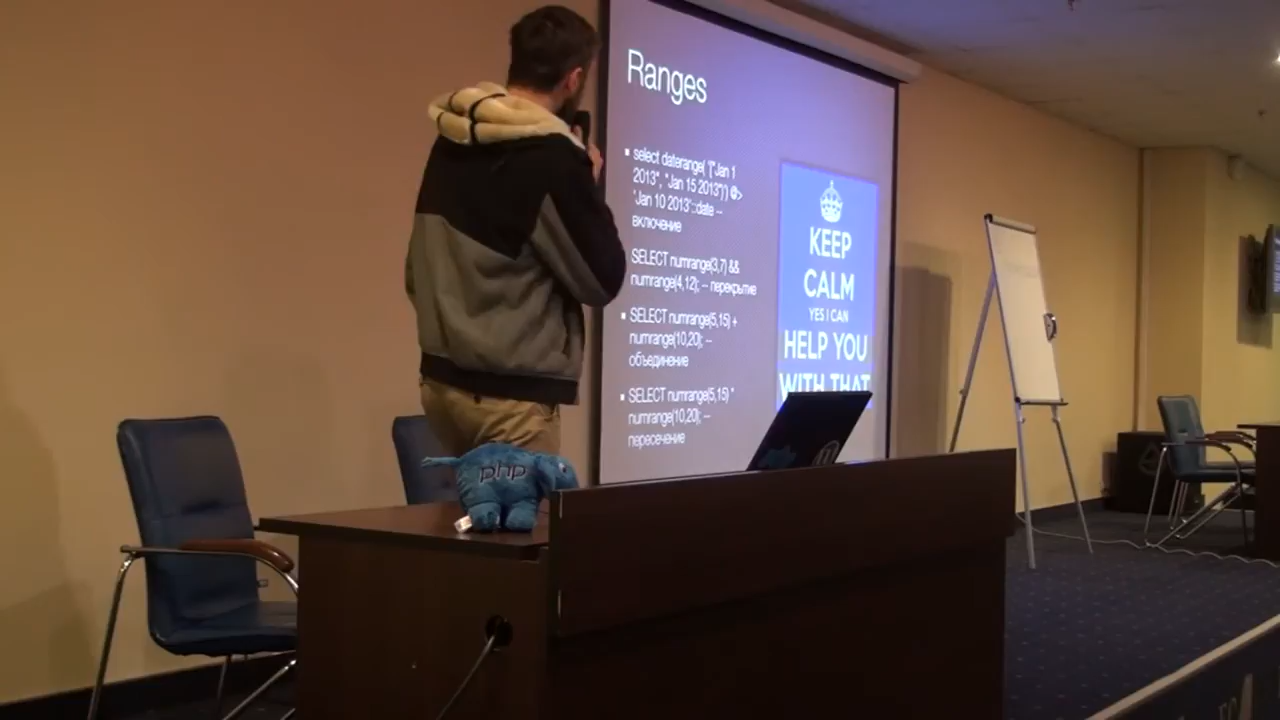 Ranges
select daterange( '["Jan 1
2013", "Jan 15 2013"]') @>
'Jan 10 2013'::date --
включение
SELECT numrange(3,7) &&
numrange(4,12); -- перекрытие
SELECT numrange(5,15) +
numrange(10,20); --
объединение
SELECT numrange(5,15) *
numrange(10,20); --
пересечение
KEEP
CALM
YES I CAN
HELP YOU
WITH THAT
php